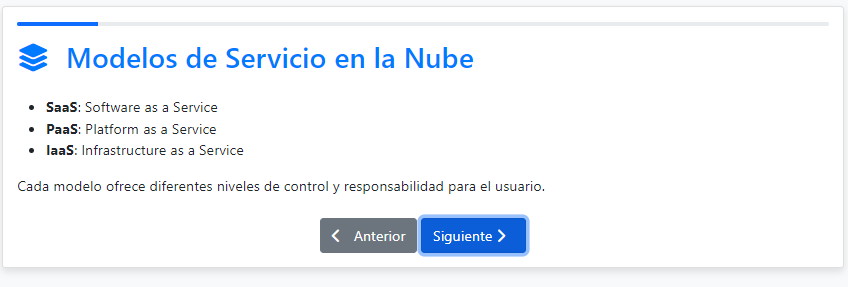 Modelos de Servicio en la Nube
SaaS: Software as a Service
PaaS: Platform as a Service
IaaS: Infrastructure as a Service
Cada modelo ofrece diferentes niveles de control y responsabilidad para el usuario.
Anterior
Siguiente